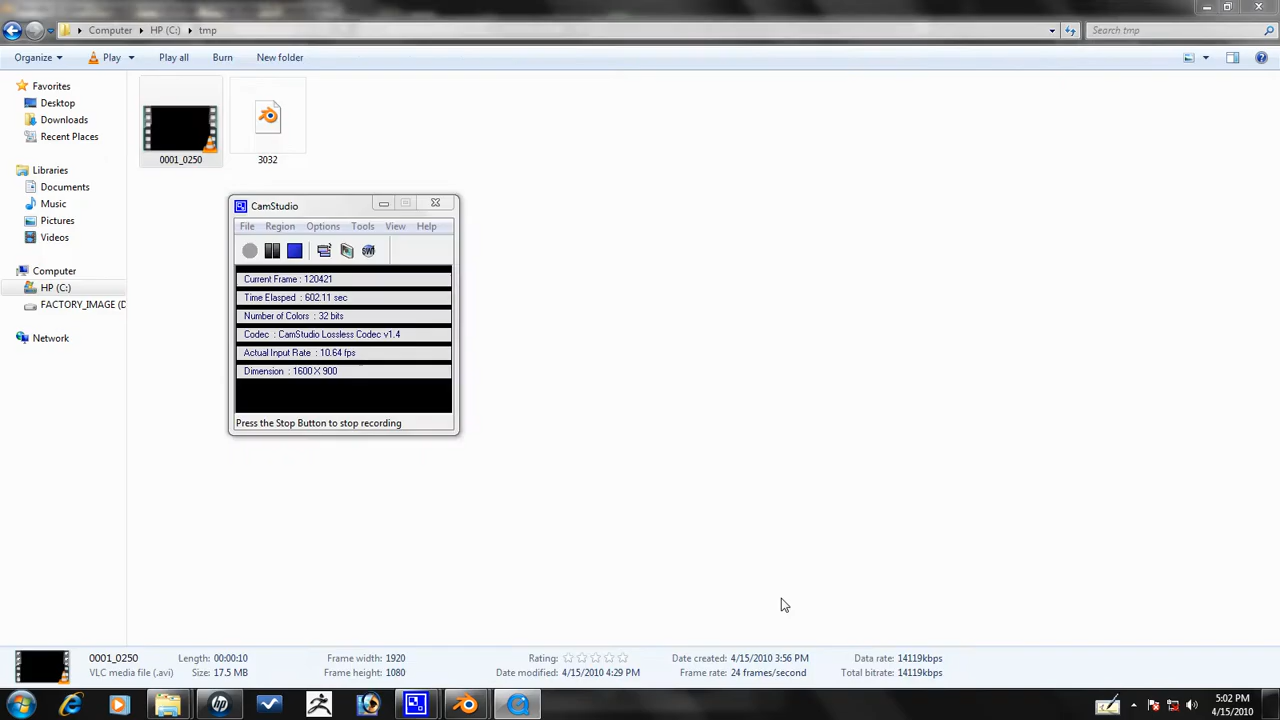 Computer HP (C:) tmp
Search tmp
Organize Play Play all Burn New folder
Favorites
Desktop
Downloads
Recent Places
Libraries
Documents
Music
Pictures
Videos
Computer
HP (C:)
FACTORY_IMAGE (D
Network
0001_0250
3032
CamStudio
File Region Options Tools View Help
Current Frame : 120421
Time Elasped : 602.11 sec
Number of Colors : 32 bits
Codec : CamStudio Lossless Codec v1.4
Actual Input Rate : 10.64 fps
Dimension : 1600 X 900
Press the Stop Button to stop recording
0001_0250 Length: 00:00:10 Frame width: 1920 Rating: Date created: 4/15/2010 3:56 PM Data rate: 14119kbps
VLC media file (.avi) Size: 17.5 MB Frame height: 1080 Date modified: 4/15/2010 4:29 PM Frame rate: 24 frames/second Total bitrate: 14119kbps
5:02 PM
4/15/2010